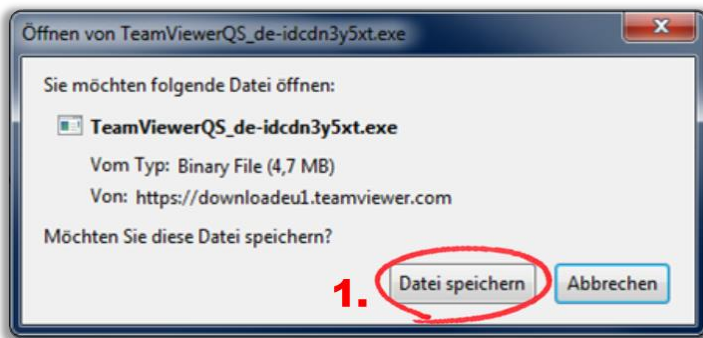 Öffnen von TeamViewerQS_de-idcdn3y5xt.exe
Sie möchten folgende Datei öffnen:
TeamViewerQS_de-idcdn3y5xt.exe
Vom Typ: Binary File (4,7 MB)
Von: https://downloadeu1.teamviewer.com
Möchten Sie diese Datei speichern?
1. Datei speichern Abbrechen